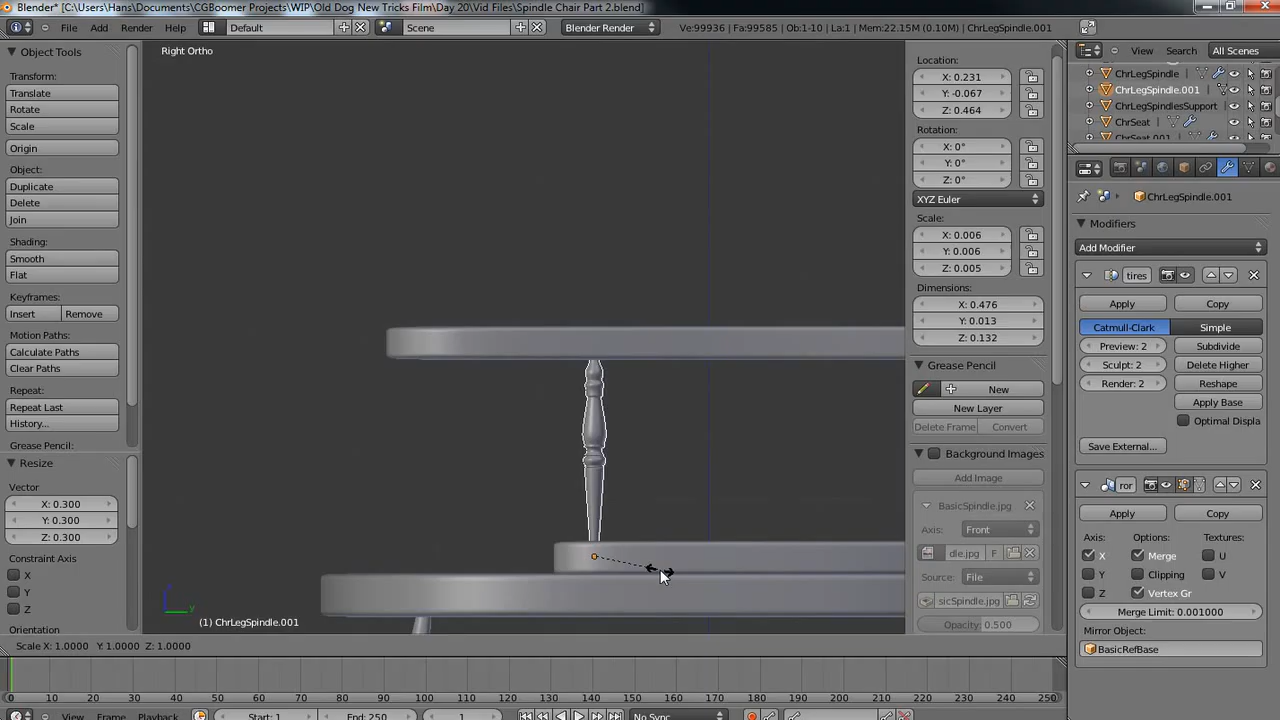 Blender* [C:\Users\Hans\Documents\CGBoomer Projects\WIP\Old Dog New Tricks Film\Day 20\Vid Files\Spindle Chair Part 2.blend]
File Add Render Help Default Scene Blender Render Ve:99936 | Fa:99585 | Ob:1-10 | La:1 | Mem:22.15M (0.10M) | ChrLegSpindle.001
Object Tools
Transform:
Translate
Rotate
Scale
Origin
Object:
Duplicate
Delete
Join
Shading:
Smooth
Flat
Keyframes:
Insert Remove
Motion Paths:
Calculate Paths
Clear Paths
Repeat:
Repeat Last
History...
Grease Pencil:
Resize
Vector
X: 0.300
Y: 0.300
Z: 0.300
Constraint Axis
X
Y
Z
Orientation
Right Ortho
(1) ChrLegSpindle.001
Scale X: 1.0000 Y: 1.0000 Z: 1.0000
Location:
X: 0.231
Y: -0.067
Z: 0.464
Rotation:
X: 0°
Y: 0°
Z: 0°
XYZ Euler
Scale:
X: 0.006
Y: 0.006
Z: 0.005
Dimensions:
X: 0.476
Y: 0.013
Z: 0.132
Grease Pencil
New
New Layer
Delete Frame Convert
Background Images
Add Image
BasicSpindle.jpg
Axis: Front
dle.jpg F
Source: File
sicSpindle.jpg
Opacity: 0.500
View Search All Scenes
ChrLegSpindle
ChrLegSpindle.001
ChrLegSpindlesSupport
ChrSeat
ChrSeat.001
ChrLegSpindle.001
Modifiers
Add Modifier
tires
Apply Copy
Catmull-Clark Simple
Preview: 2 Subdivide
Sculpt: 2 Delete Higher
Render: 2 Reshape
Apply Base
Optimal Displa
Save External...
ror
Apply Copy
Axis: Options: Textures:
X Merge U
Y Clipping V
Z Vertex Gr
Merge Limit: 0.001000
Mirror Object:
BasicRefBase
0 10 20 30 40 50 60 70 80 90 100 110 120 130 140 150 160 170 180 190 200 210 220 230 240 250
View Marker Frame Playback Start: 1 End: 250 1 No Sync